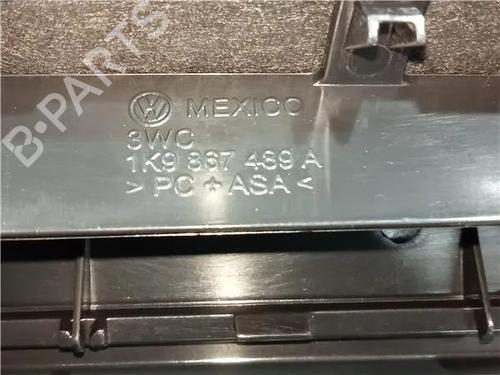 MEXICO
3WC
1K9 867 489 A
> PC + ASA <
B-PARTS